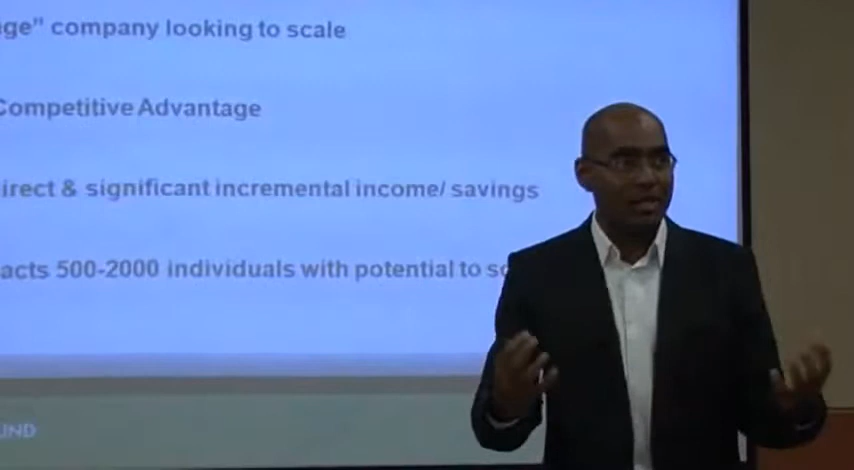 ge" company looking to scale
Competitive Advantage
irect & significant incremental income/ savings
acts 500-2000 individuals with potential to